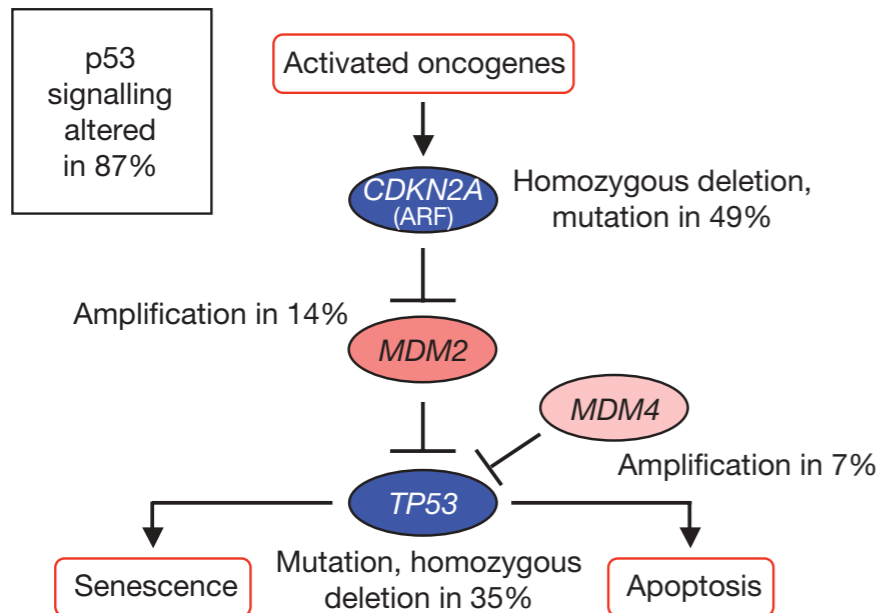 p53
signalling
altered
in 87%
Activated oncogenes
CDKN2A
(ARF)
Homozygous deletion,
mutation in 49%
Amplification in 14%
MDM2
MDM4
Amplification in 7%
TP53
Senescence
Mutation, homozygous
deletion in 35%
Apoptosis